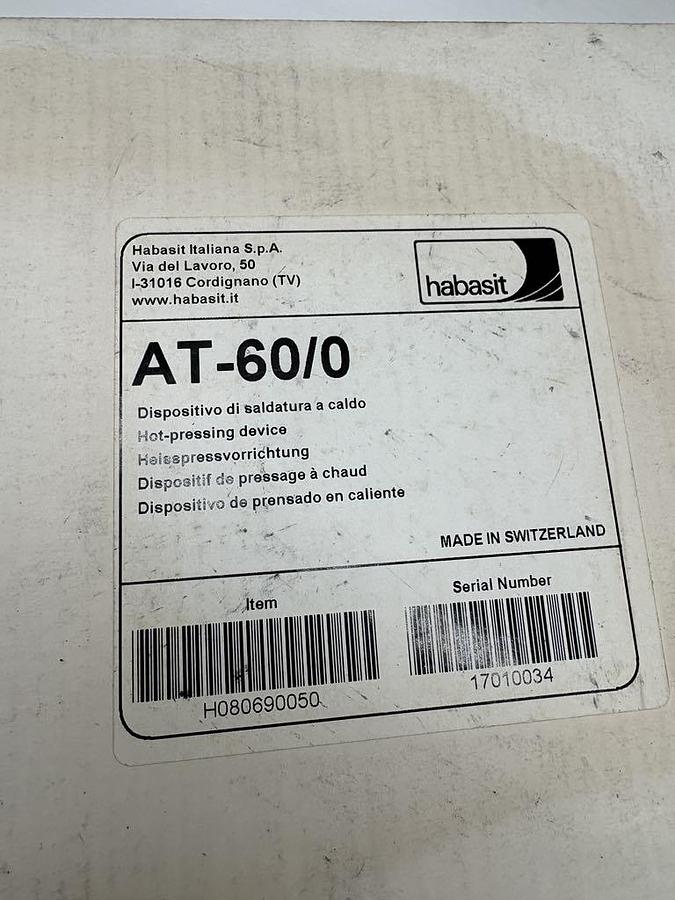 Habasit Italiana S.p.A.
Via del Lavoro, 50
I-31016 Cordignano (TV)
www.habasit.it
habasit
AT-60/0
Dispositivo di saldatura a caldo
Hot-pressing device
Heisspressvorrichtung
Dispositif de pressage à chaud
Dispositivo de prensado en caliente
MADE IN SWITZERLAND
Item
H080690050
Serial Number
17010034